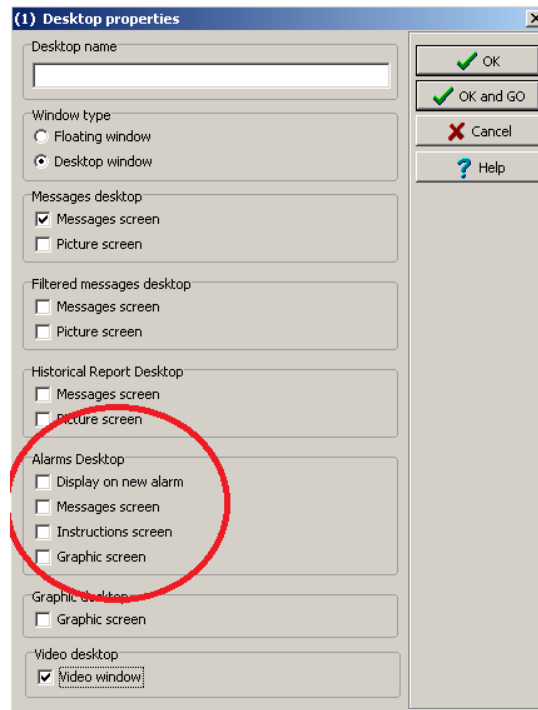 (1) Desktop properties
Desktop name
Window type
Floating window
Desktop window
Messages desktop
Messages screen
Picture screen
Filtered messages desktop
Messages screen
Picture screen
Historical Report Desktop
Messages screen
Picture screen
Alarms Desktop
Display on new alarm
Messages screen
Instructions screen
Graphic screen
Graphic desktop
Graphic screen
Video desktop
Video window
OK
OK and GO
Cancel
Help